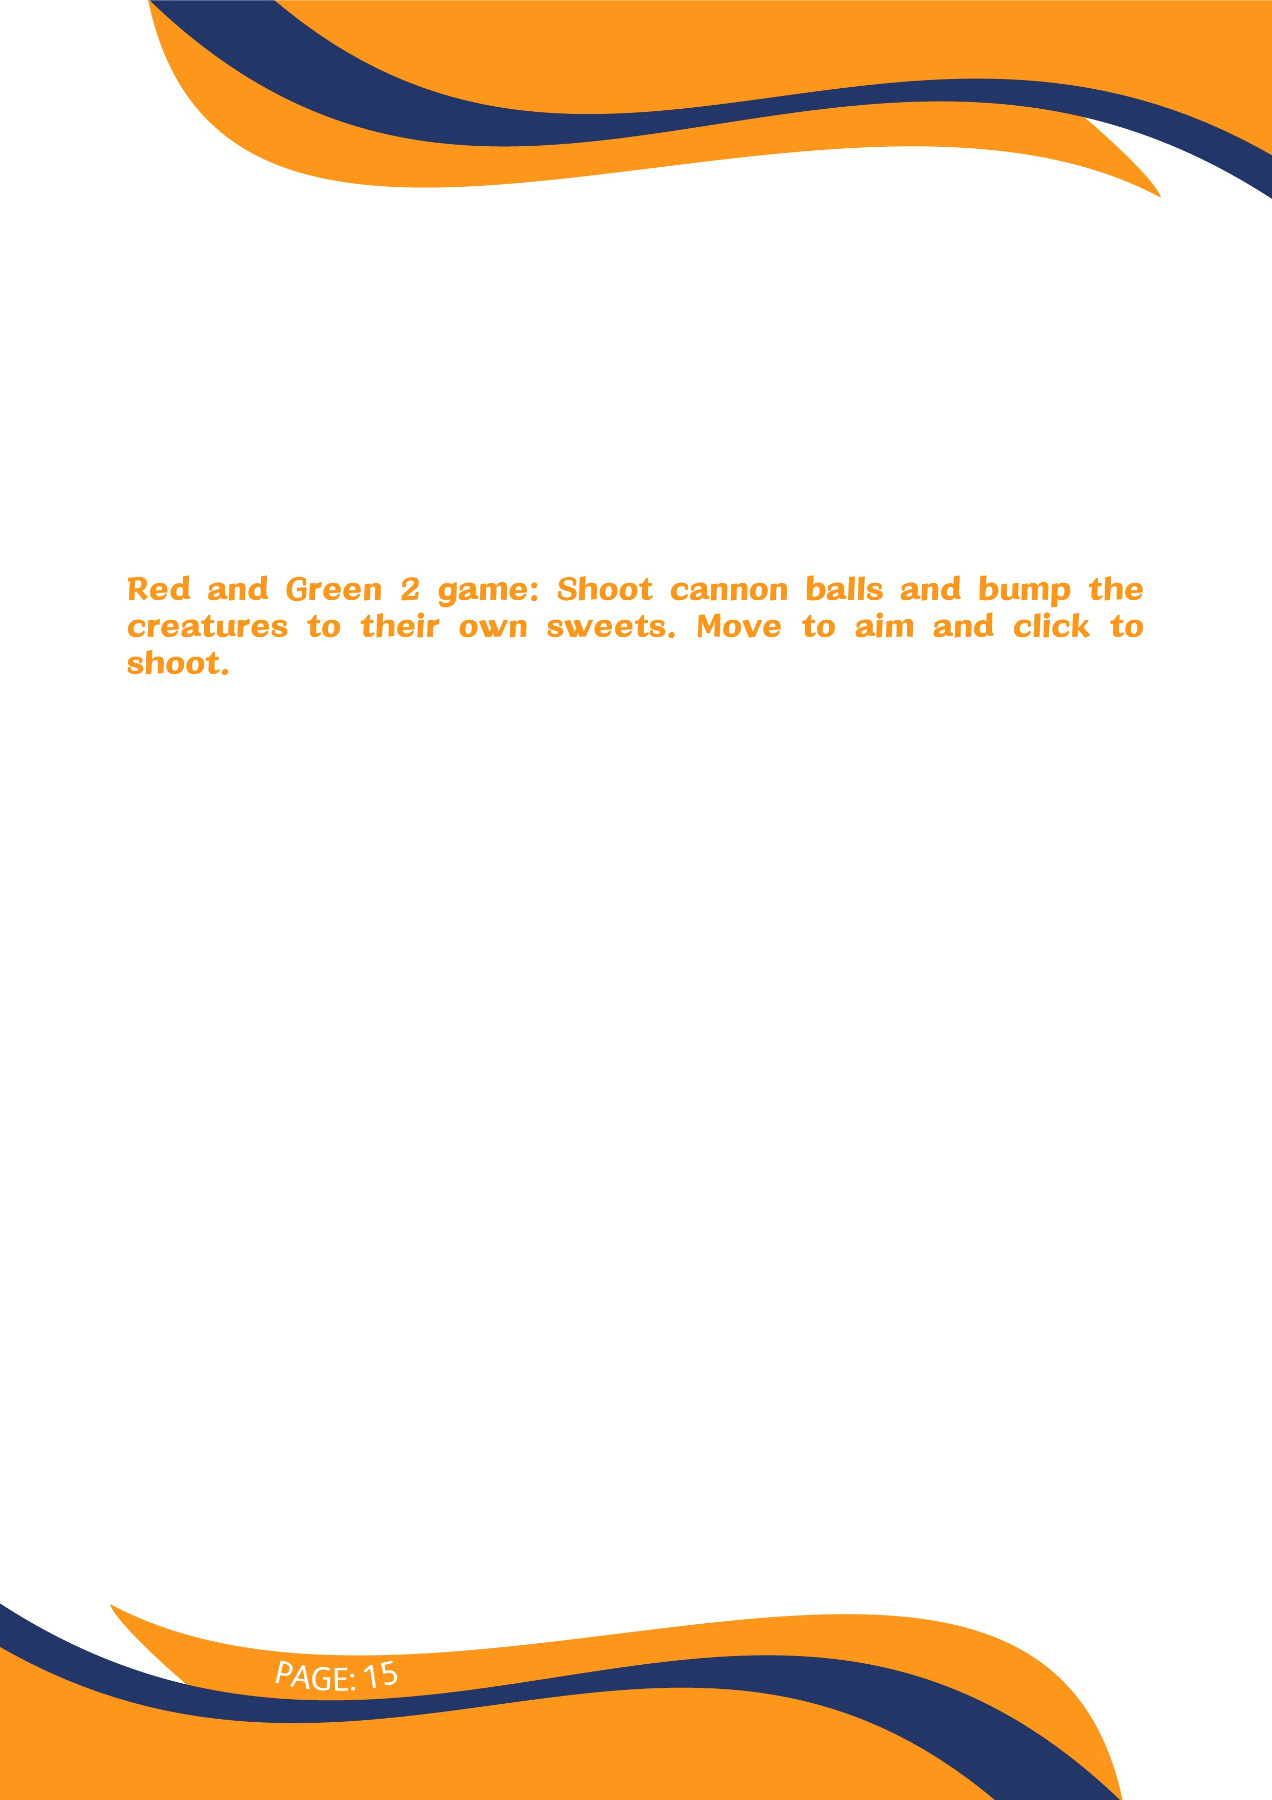 Red and Green 2 game: Shoot cannon balls and bump the
creatures to their own sweets. Move to aim and click to
shoot.
PAGE: 15